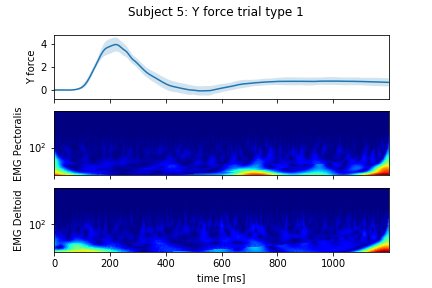 Subject 5: Y force trial type 1
Y force
4
2
0
EMG Pectoralis
10²
EMG Deltoid
10²
0 200 400 600 800 1000
time [ms]